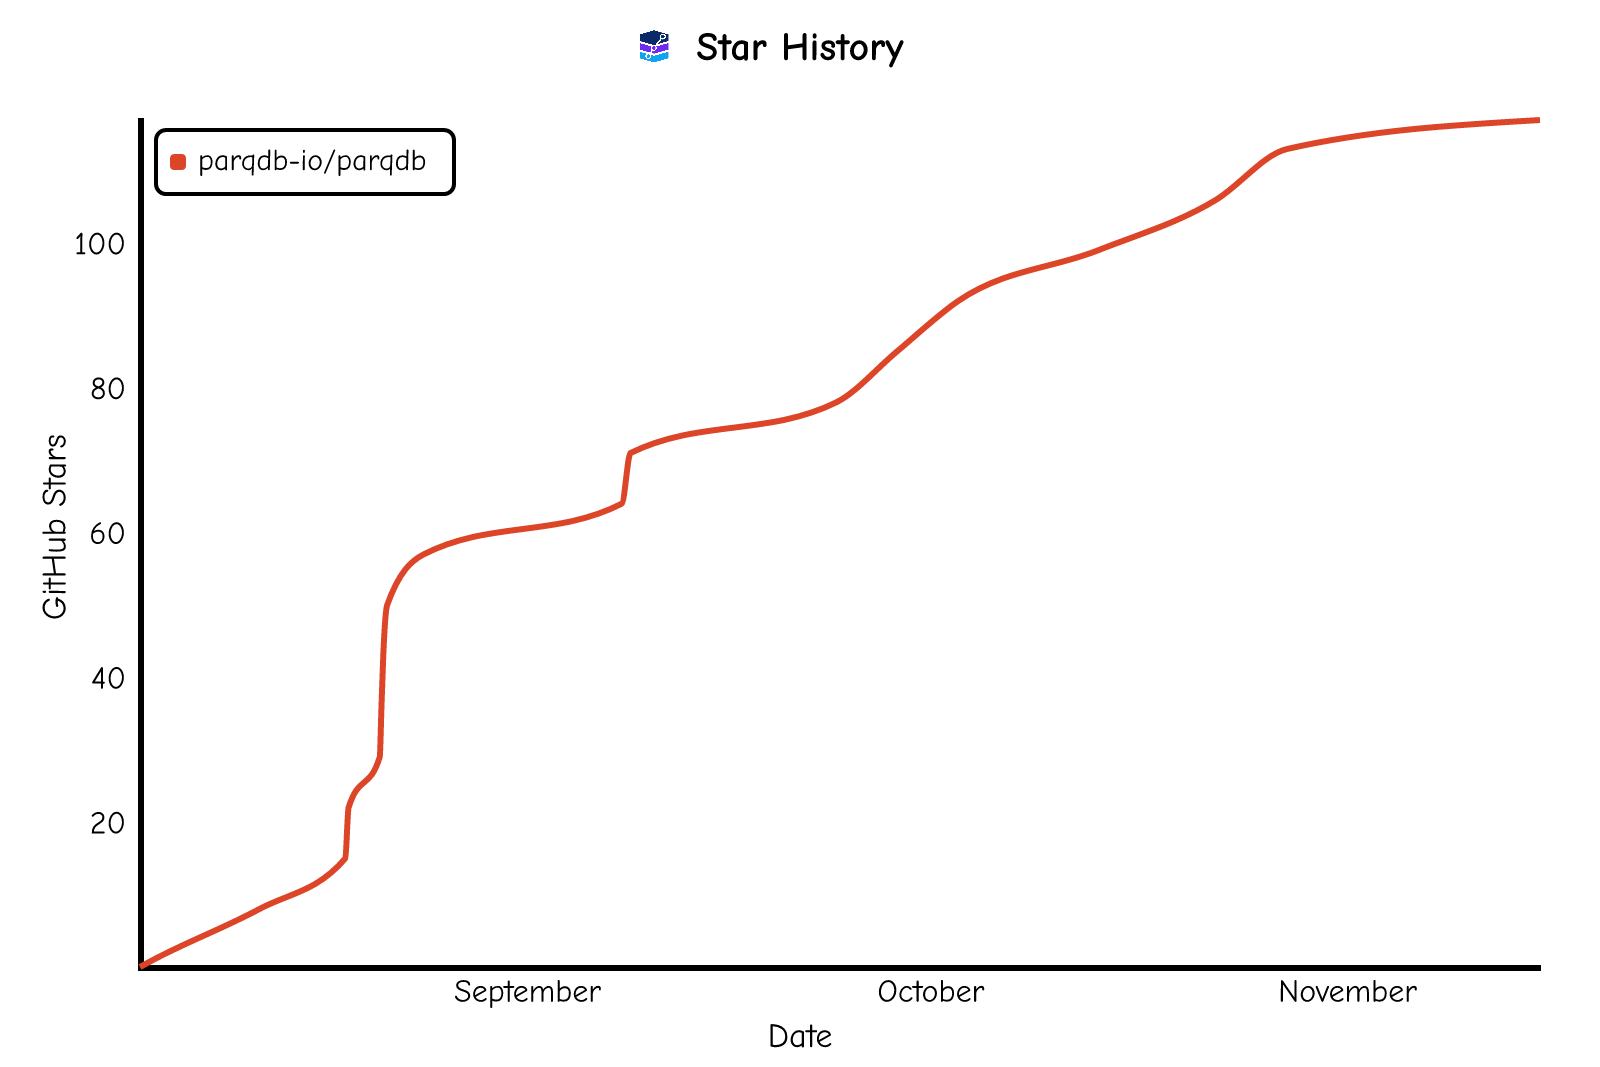 Star History
parqdb-io/parqdb
100
80
60
40
20
GitHub Stars
September
October
November
Date